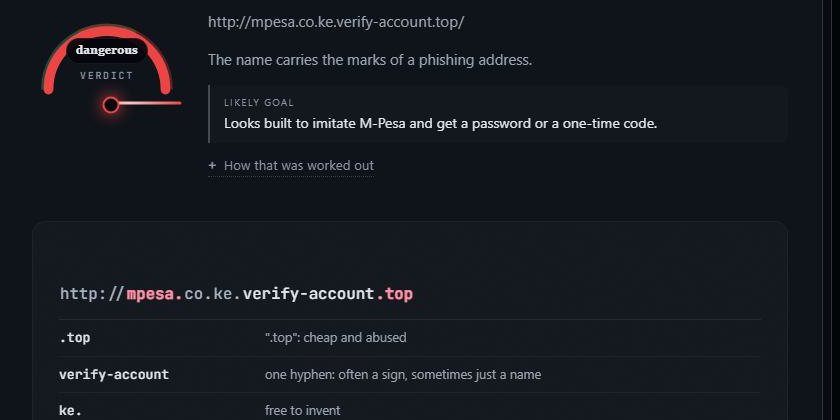 dangerous
VERDICT
http://mpesa.co.ke.verify-account.top/
The name carries the marks of a phishing address.
LIKELY GOAL
Looks built to imitate M-Pesa and get a password or a one-time code.
+ How that was worked out
http://mpesa.co.ke.verify-account.top
.top ".top": cheap and abused
verify-account one hyphen: often a sign, sometimes just a name
ke. free to invent